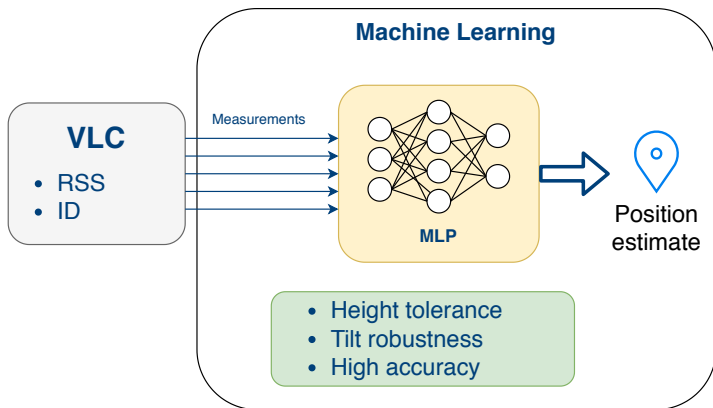 Machine Learning
VLC
• RSS
• ID
Measurements
MLP
Position
estimate
• Height tolerance
• Tilt robustness
• High accuracy